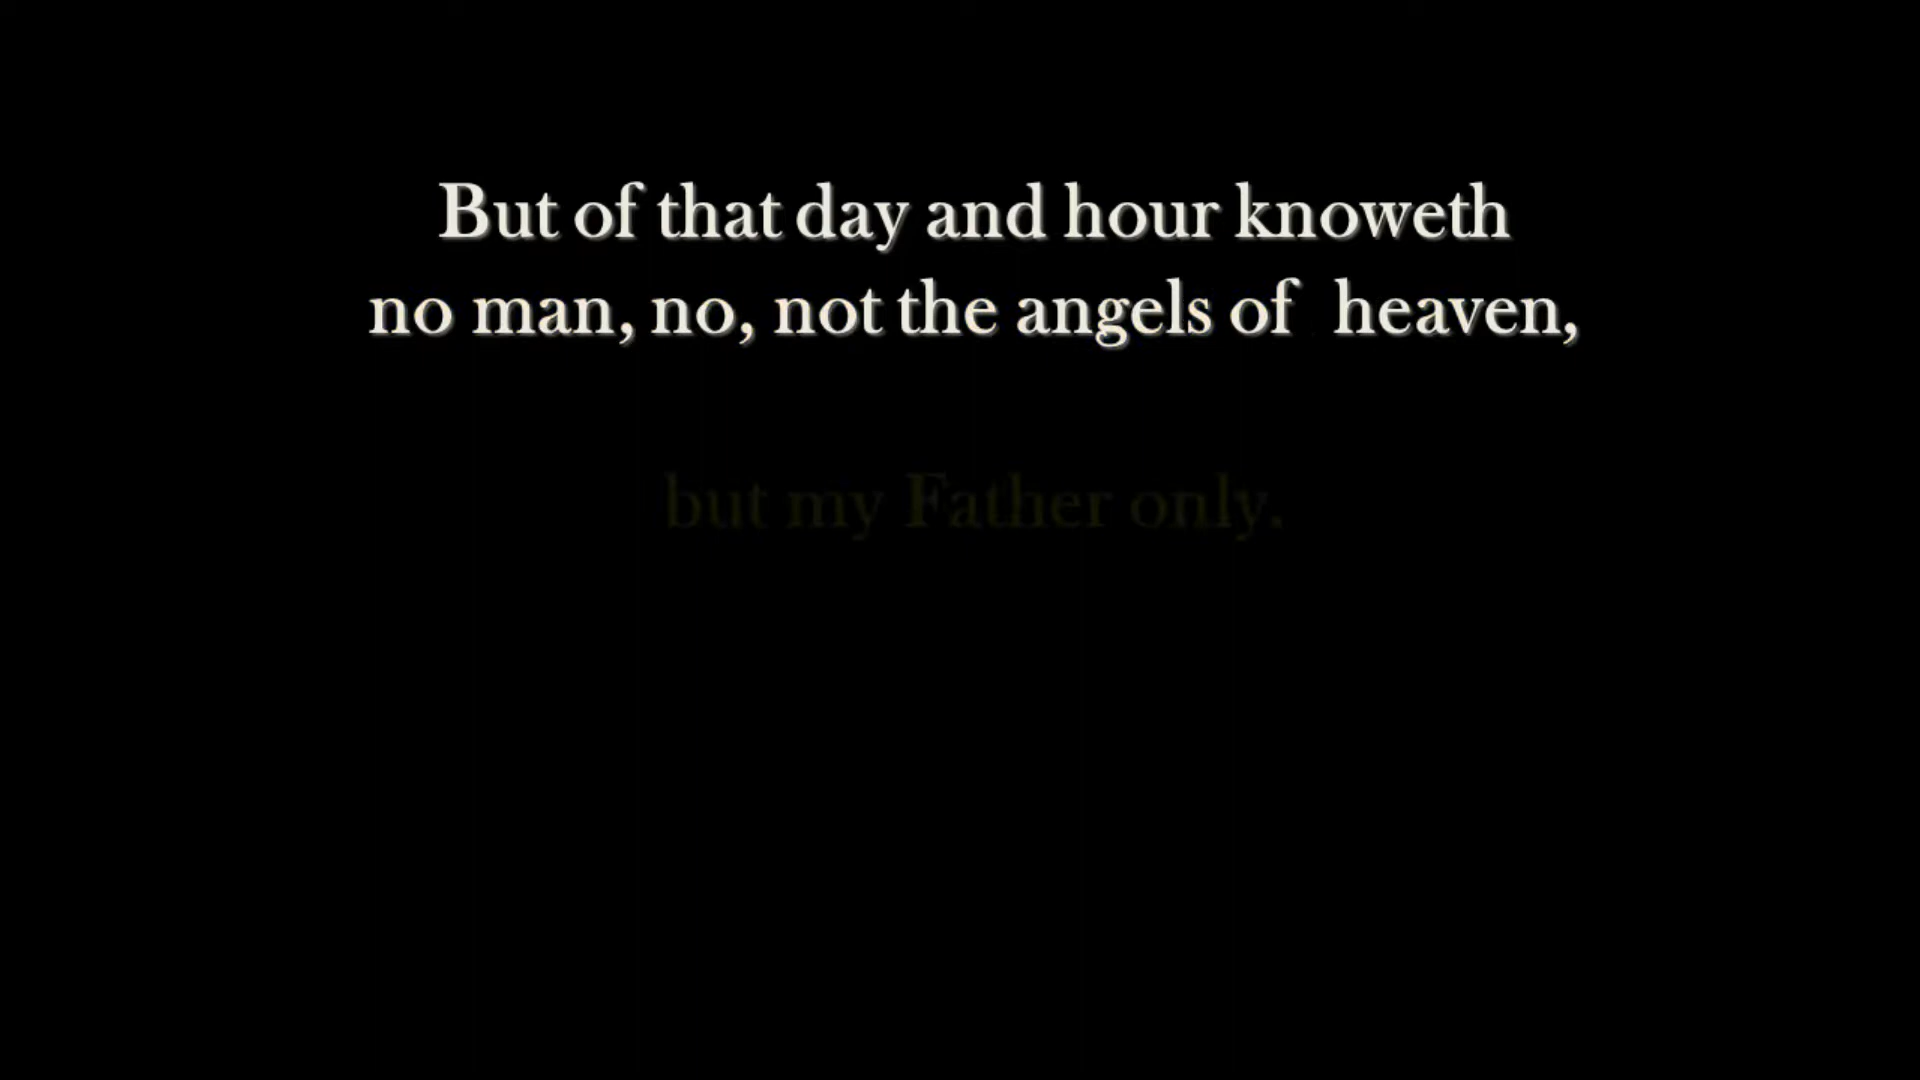 But of that day and hour knoweth
no man, no, not the angels of heaven,
but my Father only.